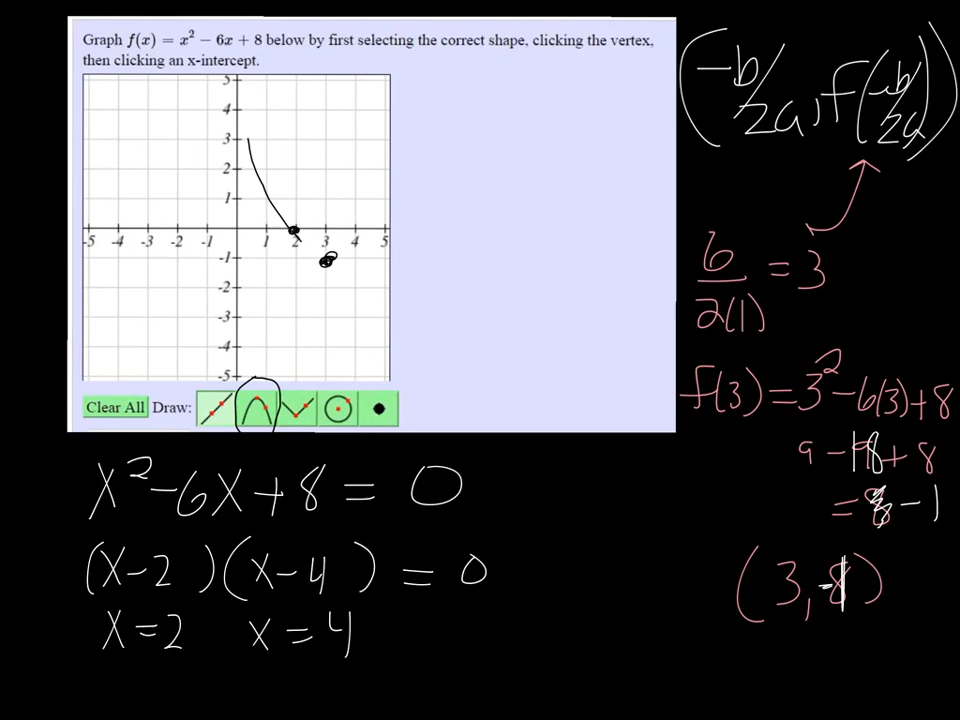 Graph f(x) = x² − 6x + 8 below by first selecting the correct shape, clicking the vertex,
then clicking an x-intercept.
5
4
3
2
1
-5 -4 -3 -2 -1 1 2 3 4 5
-1
-2
-3
-4
-5
Clear All Draw:
(-b/2a, f(-b/2a))
6/2(1) = 3
f(3) = 3² - 6(3) + 8
9 - 18 + 8
= -1
(3, -1)
x² - 6x + 8 = 0
(x - 2)(x - 4) = 0
x = 2 x = 4